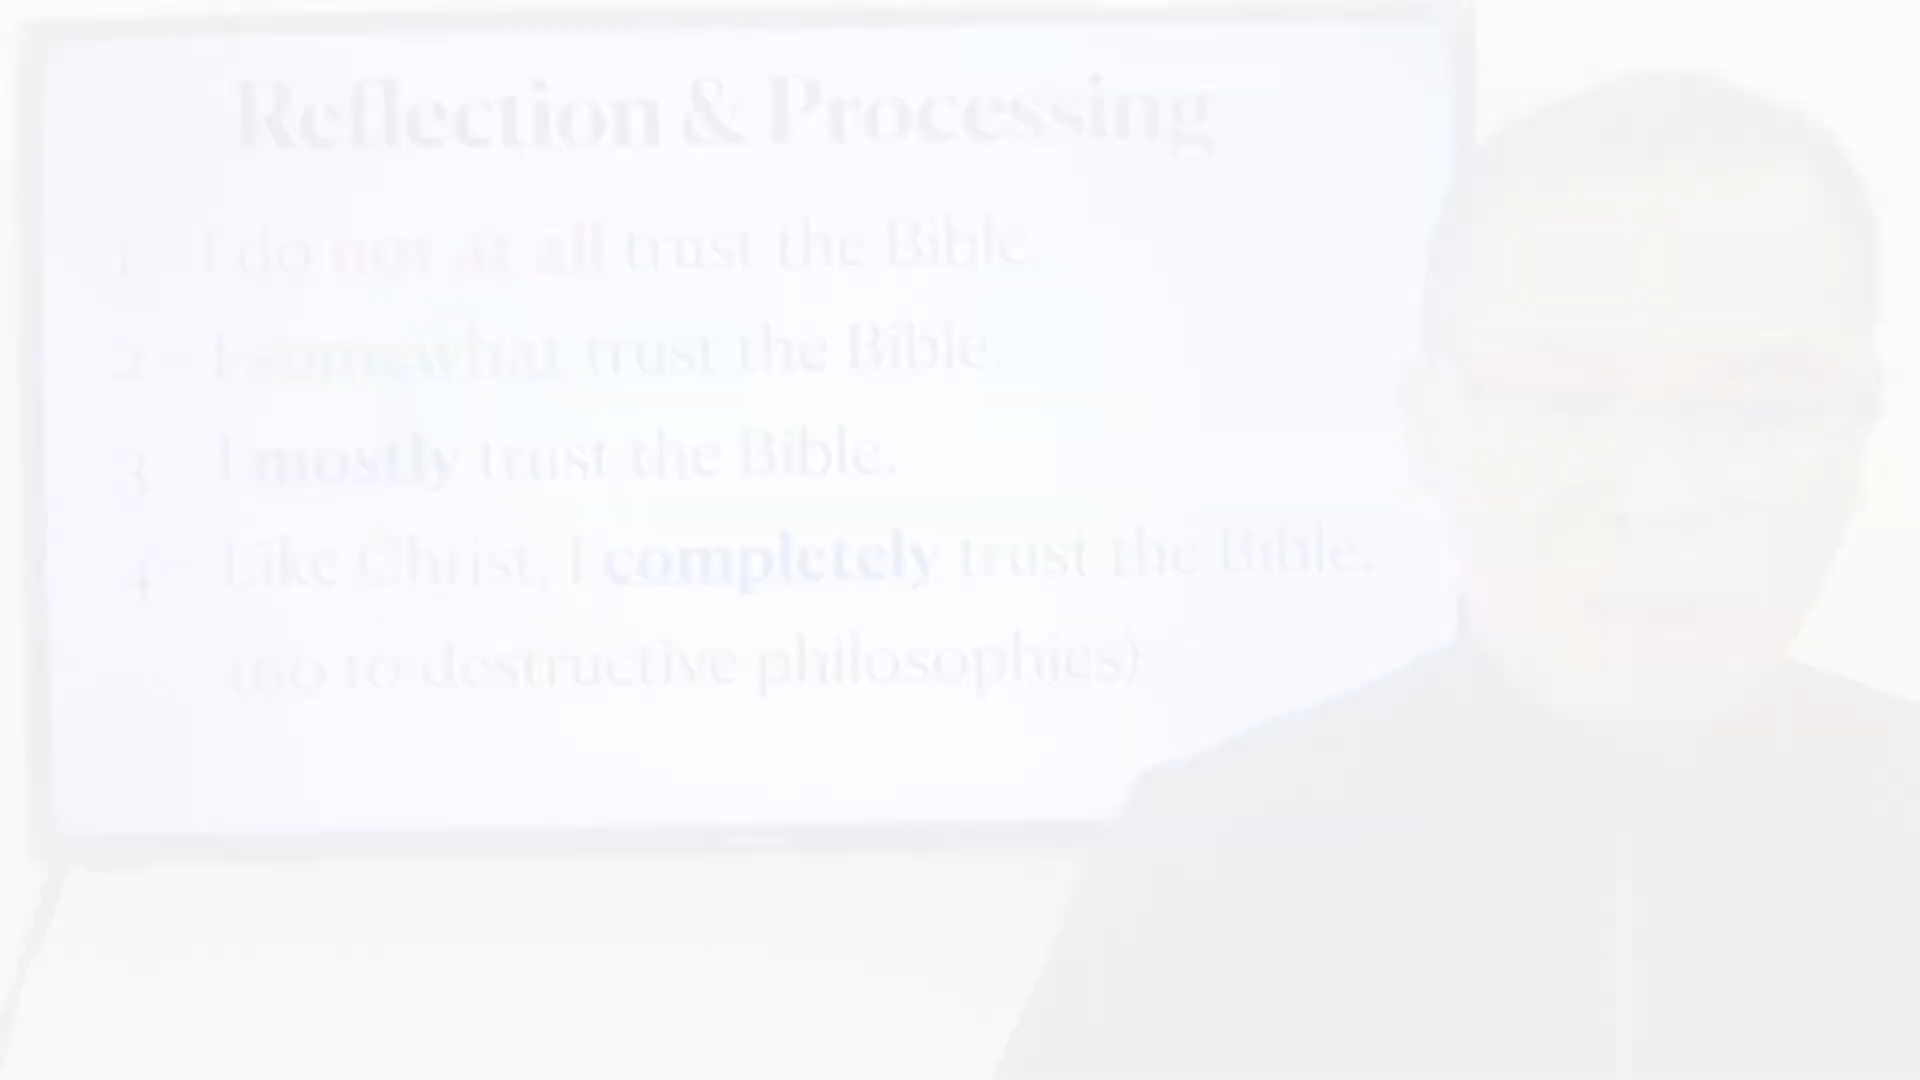 Reflection & Processing
1 - I do not at all trust the Bible.
2 - I somewhat trust the Bible.
3 - I mostly trust the Bible.
4 - Like Christ, I completely trust the Bible.
(no to destructive philosophies)